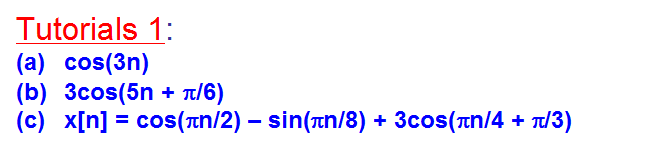 Tutorials 1:
(a) cos(3n)
(b) 3cos(5n + π/6)
(c) x[n] = cos(πn/2) – sin(πn/8) + 3cos(πn/4 + π/3)